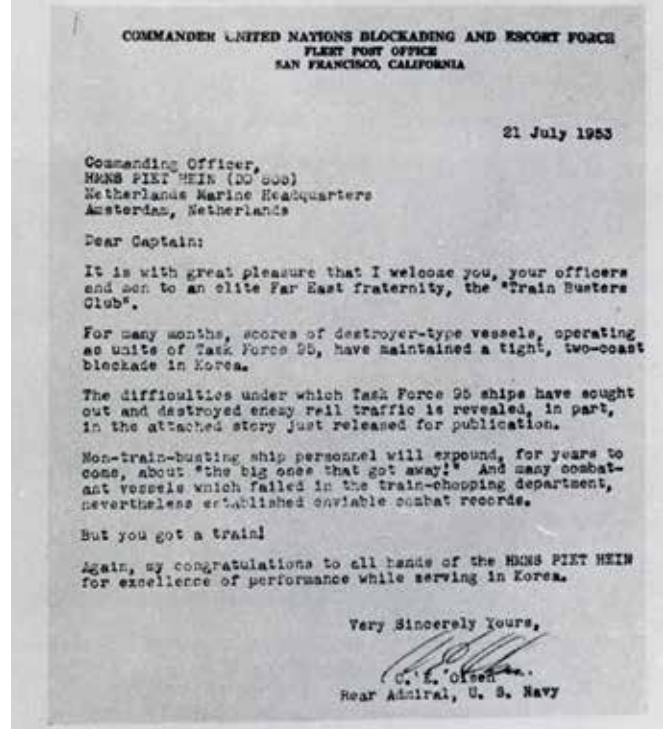 COMMANDER UNITED NATIONS BLOCKADING AND ESCORT FORCE
FLEET POST OFFICE
SAN FRANCISCO, CALIFORNIA
21 July 1953
Commanding Officer,
HMNS PIET HEIN (DD 805)
Netherlands Marine Headquarters
Amsterdam, Netherlands
Dear Captain:
It is with great pleasure that I welcome you, your officers
and men to an elite Far East fraternity, the "Train Busters
Club".
For many months, scores of destroyer-type vessels, operating
as units of Task Force 95, have maintained a tight, two-coast
blockade in Korea.
The difficulties under which Task Force 95 ships have sought
out and destroyed enemy rail traffic is revealed, in part,
in the attached story just released for publication.
Non-train-busting ship personnel will expound, for years to
come, about "the big ones that got away!" And many combat-
ant vessels which failed in the train-chopping department,
nevertheless established enviable combat records.
But you got a train!
Again, my congratulations to all hands of the HMNS PIET HEIN
for excellence of performance while serving in Korea.
Very Sincerely Yours,
C. E. Olsen
Rear Admiral, U. S. Navy